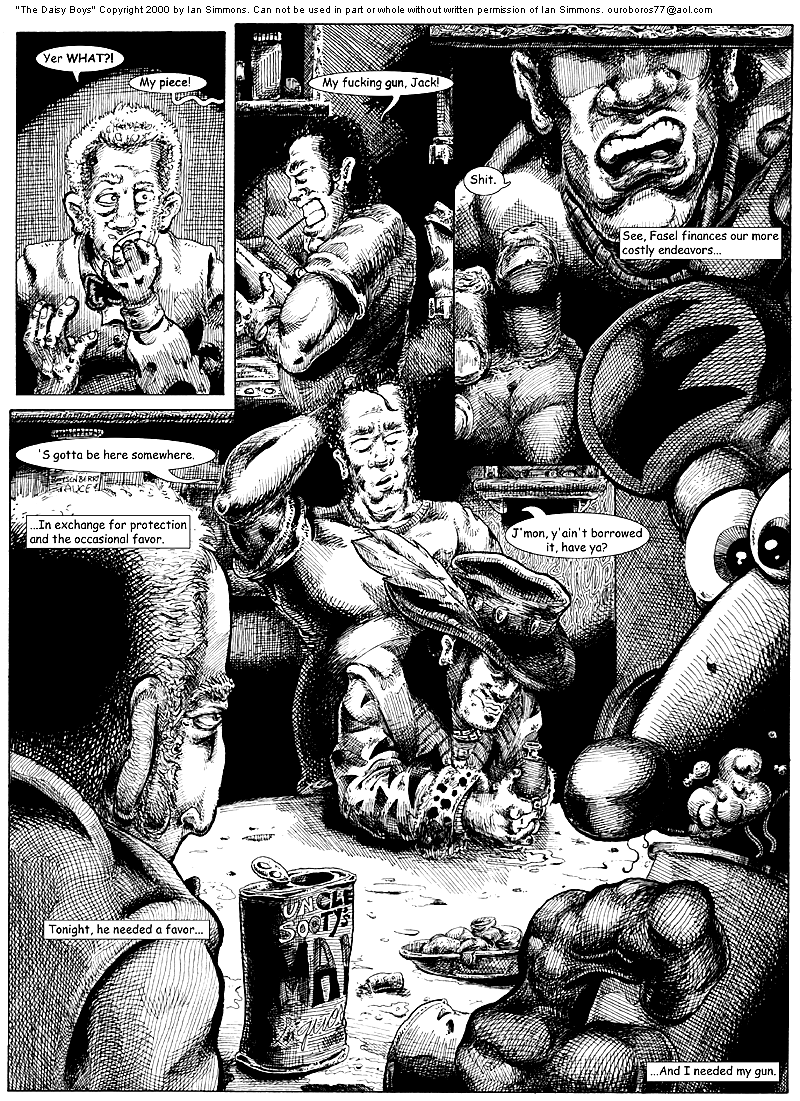 "The Daisy Boys" Copyright 2000 by Ian Simmons. Can not be used in part or whole without written permission of Ian Simmons. ouroboros77@aol.com
Yer WHAT?!
My piece!
My fucking gun, Jack!
Shit.
See, Fasel finances our more
costly endeavors...
'S gotta be here somewhere.
...In exchange for protection
and the occasional favor.
J'mon, y'ain't borrowed
it, have ya?
Tonight, he needed a favor...
UNCLE
SOOTY'S
...And I needed my gun.